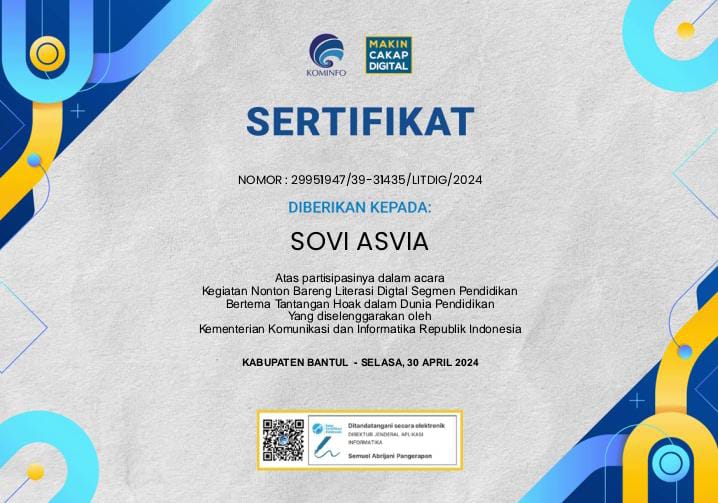 KOMINFO
MAKIN
CAKAP
DIGITAL
SERTIFIKAT
NOMOR : 29951947/39-31435/LITDIG/2024
DIBERIKAN KEPADA:
SOVI ASVIA
Atas partisipasinya dalam acara
Kegiatan Nonton Bareng Literasi Digtal Segmen Pendidikan
Bertema Tantangan Hoak dalam Dunia Pendidikan
Yang diselenggarakan oleh
Kementerian Komunikasi dan Informatika Republik Indonesia
KABUPATEN BANTUL - SELASA, 30 APRIL 2024
Balai
Sertifikasi
Elektronik
Ditandatangani secara elektronik
DIREKTUR JENDERAL APLIKASI
INFORMATIKA
Semuel Abrijani Pangerapan